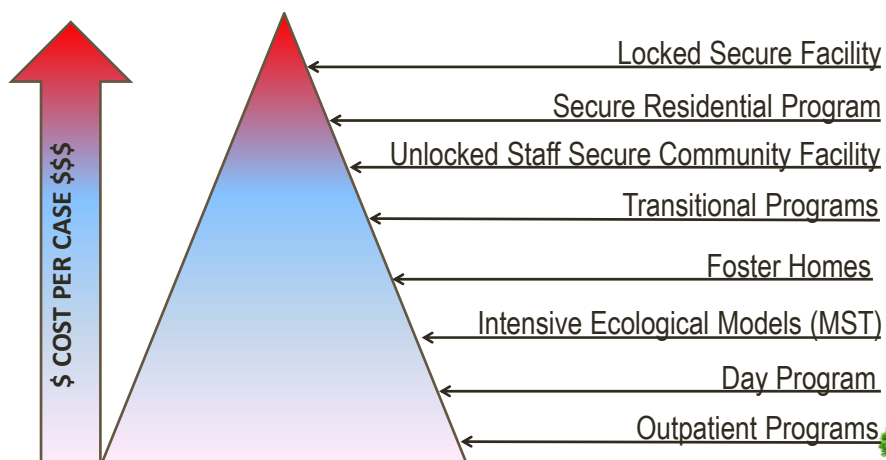 Locked Secure Facility
Secure Residential Program
Unlocked Staff Secure Community Facility
Transitional Programs
Foster Homes
Intensive Ecological Models (MST)
Day Program
Outpatient Programs
$ COST PER CASE $$$